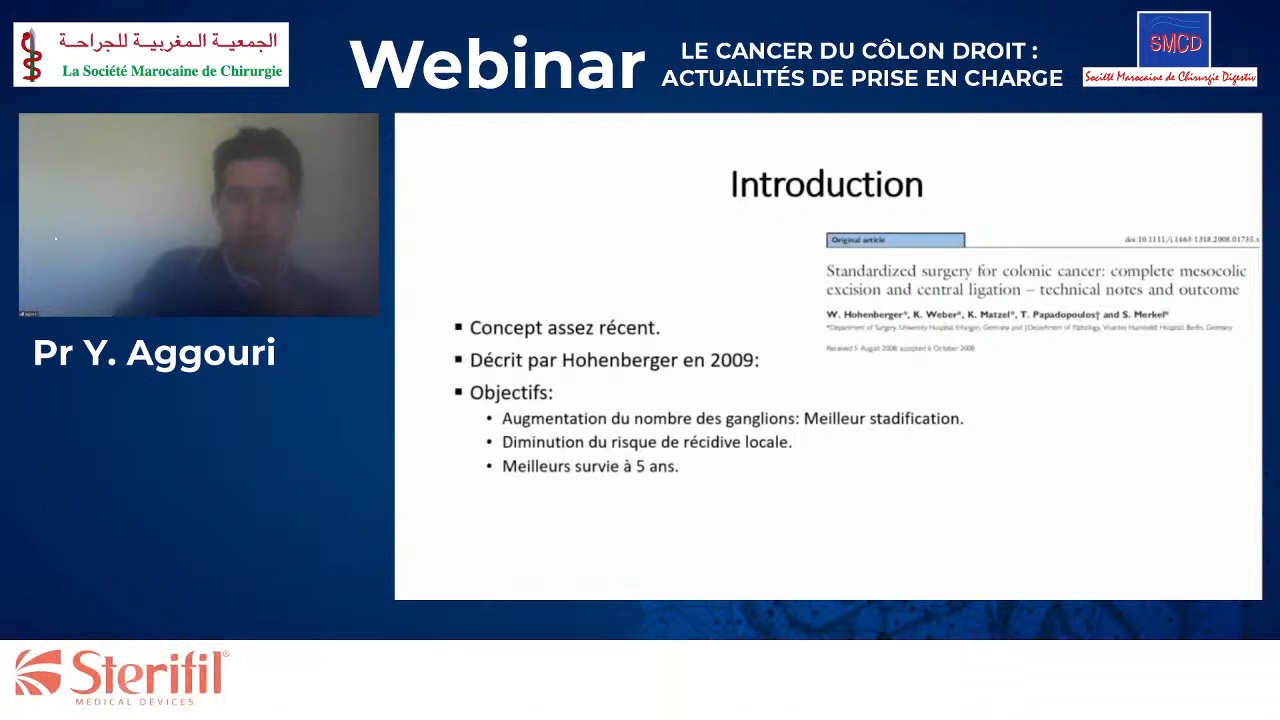 الجمعية المغربية للجراحة
La Société Marocaine de Chirurgie
Webinar
LE CANCER DU CÔLON DROIT :
ACTUALITÉS DE PRISE EN CHARGE
SMCD
Société Marocaine de Chirurgie Digestiv
Pr Y. Aggouri
Introduction
Original article
doi:10.1111/j.1463-1318.2008.01735.x
Standardized surgery for colonic cancer: complete mesocolic
excision and central ligation – technical notes and outcome
W. Hohenberger*, K. Weber*, K. Matzel*, T. Papadopoulos† and S. Merkel*
*Department of Surgery, University Hospital, Erlangen, Germany and †Department of Pathology, Vivantes Humboldt Hospital, Berlin, Germany
Received 5 August 2008; accepted 6 October 2008
▪ Concept assez récent.
▪ Décrit par Hohenberger en 2009:
▪ Objectifs:
• Augmentation du nombre des ganglions: Meilleur stadification.
• Diminution du risque de récidive locale.
• Meilleurs survie à 5 ans.
Sterifil®
MEDICAL DEVICES